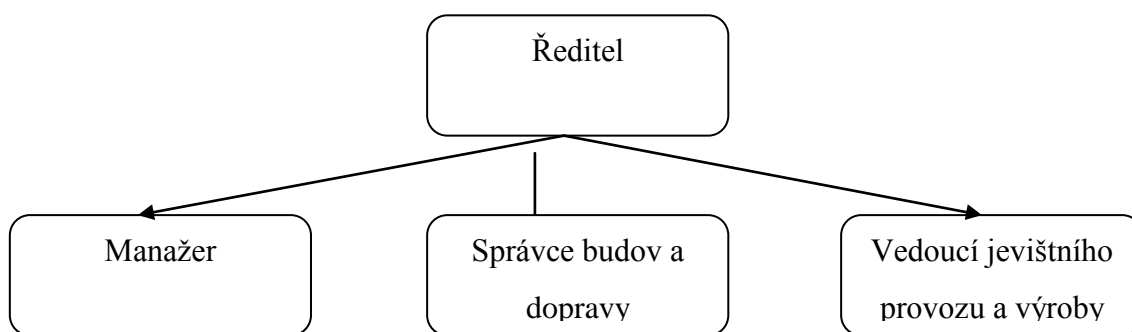 Ředitel
Manažer
Správce budov a
dopravy
Vedoucí jevištního
provozu a výroby